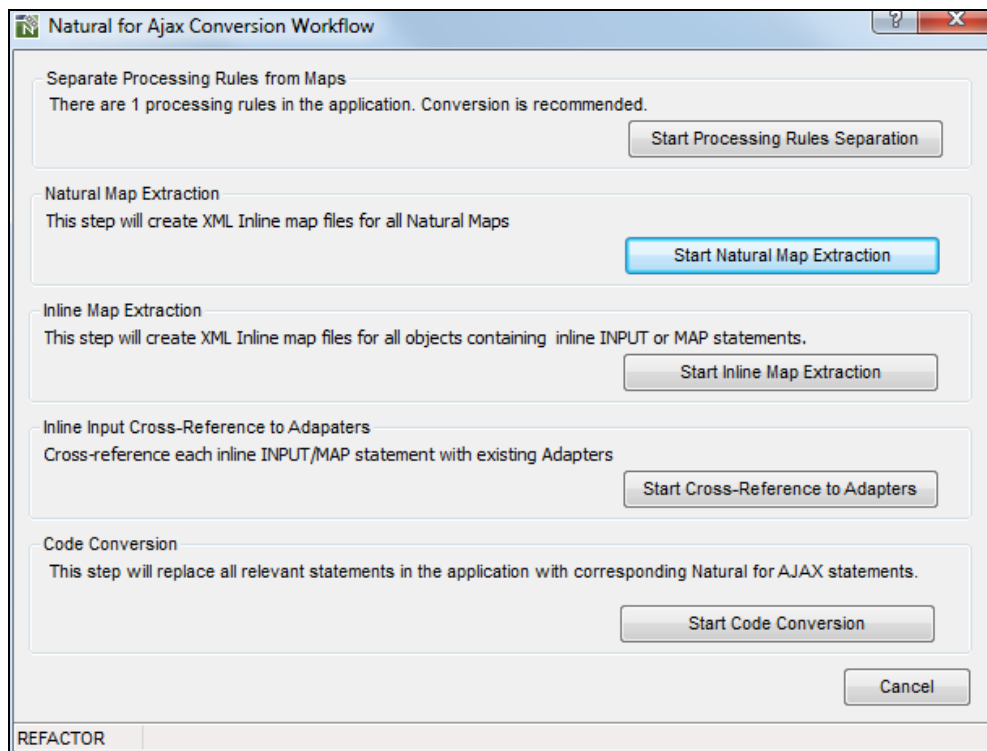 Natural for Ajax Conversion Workflow
?
X
Separate Processing Rules from Maps
There are 1 processing rules in the application. Conversion is recommended.
Start Processing Rules Separation
Natural Map Extraction
This step will create XML Inline map files for all Natural Maps
Start Natural Map Extraction
Inline Map Extraction
This step will create XML Inline map files for all objects containing inline INPUT or MAP statements.
Start Inline Map Extraction
Inline Input Cross-Reference to Adapaters
Cross-reference each inline INPUT/MAP statement with existing Adapters
Start Cross-Reference to Adapters
Code Conversion
This step will replace all relevant statements in the application with corresponding Natural for AJAX statements.
Start Code Conversion
Cancel
REFACTOR